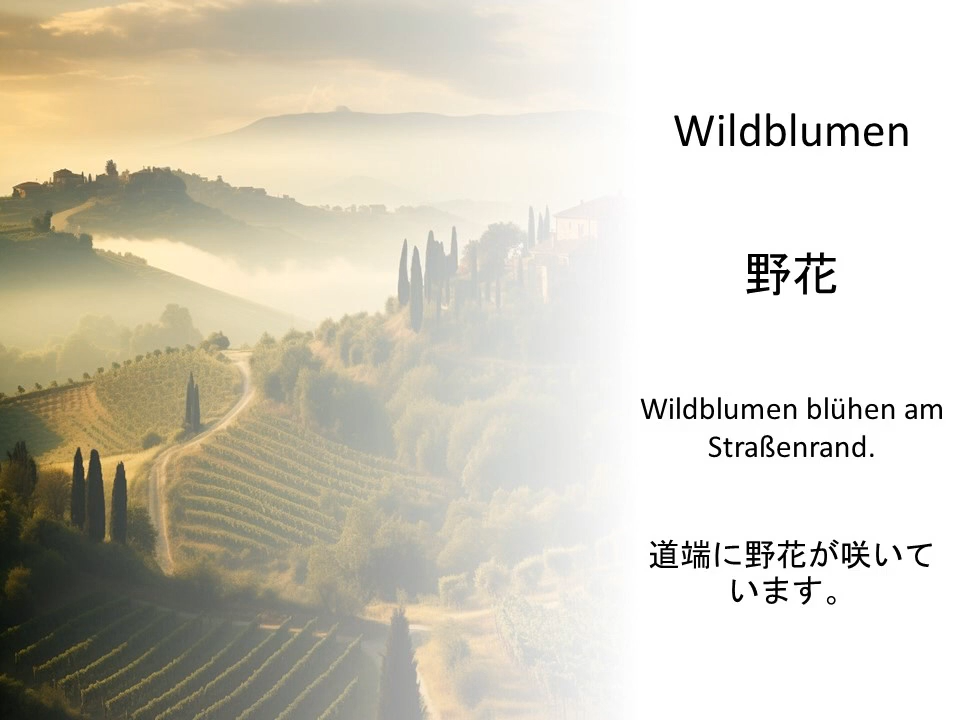 Wildblumen
野花
Wildblumen blühen am
Straßenrand.
道端に野花が咲いて
います。